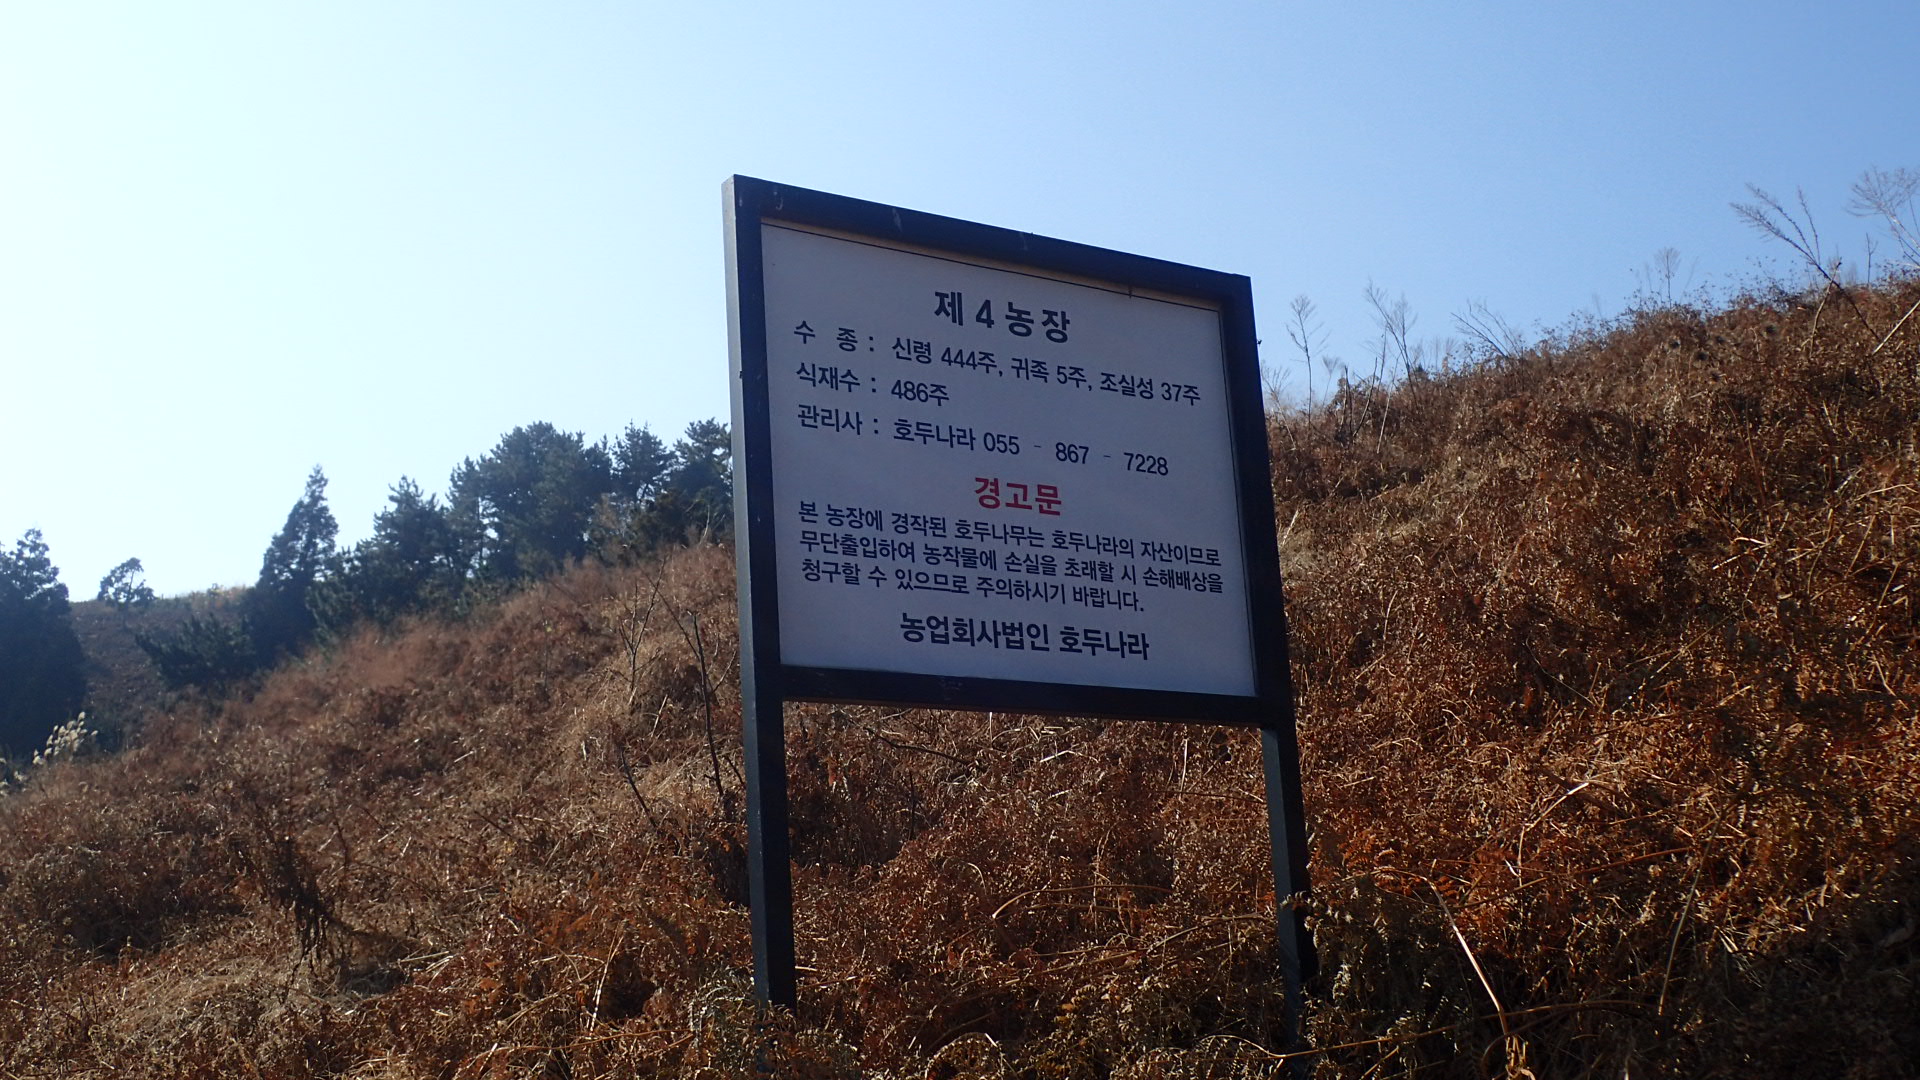 제 4 농장
수 종 : 신령 444주, 귀족 5주, 조실성 37주
식재수 : 486주
관리사 : 호두나라 055 - 867 - 7228
경고문
본 농장에 경작된 호두나무는 호두나라의 자산이므로
무단출입하여 농작물에 손실을 초래할 시 손해배상을
청구할 수 있으므로 주의하시기 바랍니다.
농업회사법인 호두나라